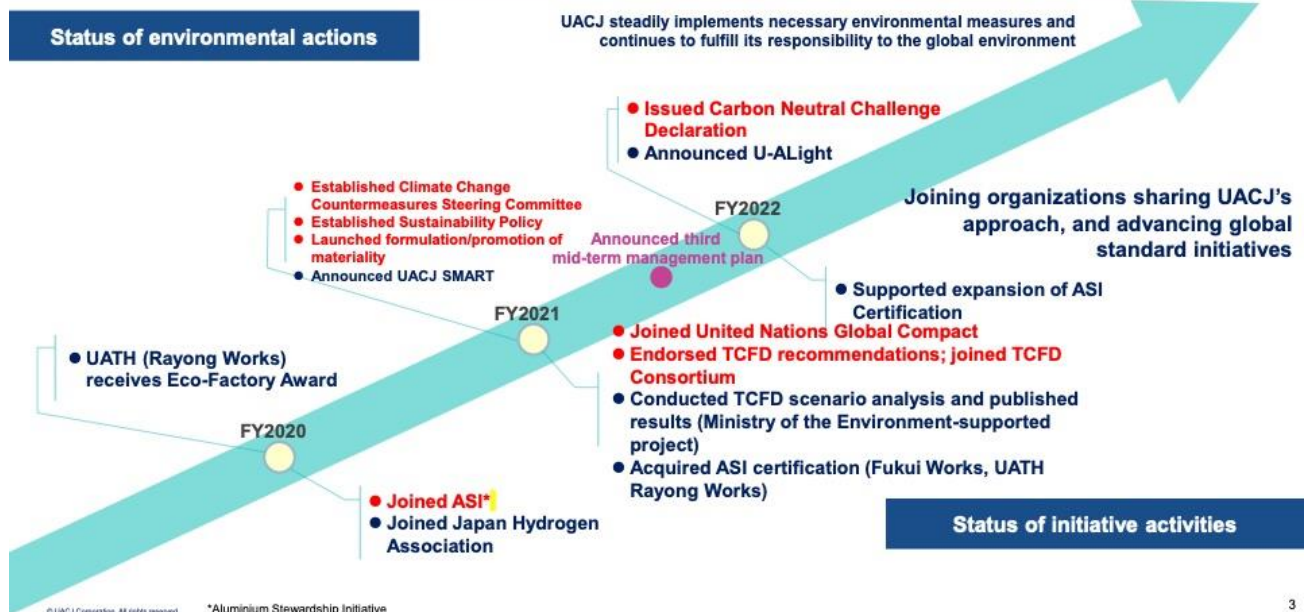 Status of environmental actions
UACJ steadily implements necessary environmental measures and
continues to fulfill its responsibility to the global environment
● Issued Carbon Neutral Challenge
Declaration
● Announced U-ALight
● Established Climate Change
Countermeasures Steering Committee
● Established Sustainability Policy
● Launched formulation/promotion of
materiality
● Announced UACJ SMART
Announced third
mid-term management plan
FY2022
Joining organizations sharing UACJ's
approach, and advancing global
standard initiatives
● Supported expansion of ASI
Certification
FY2021
● Joined United Nations Global Compact
● Endorsed TCFD recommendations; joined TCFD
Consortium
● Conducted TCFD scenario analysis and published
results (Ministry of the Environment-supported
project)
● Acquired ASI certification (Fukui Works, UATH
Rayong Works)
● UATH (Rayong Works)
receives Eco-Factory Award
FY2020
● Joined ASI*
● Joined Japan Hydrogen
Association
Status of initiative activities
© UACJ Corporation. All rights reserved.
*Aluminium Stewardship Initiative
3